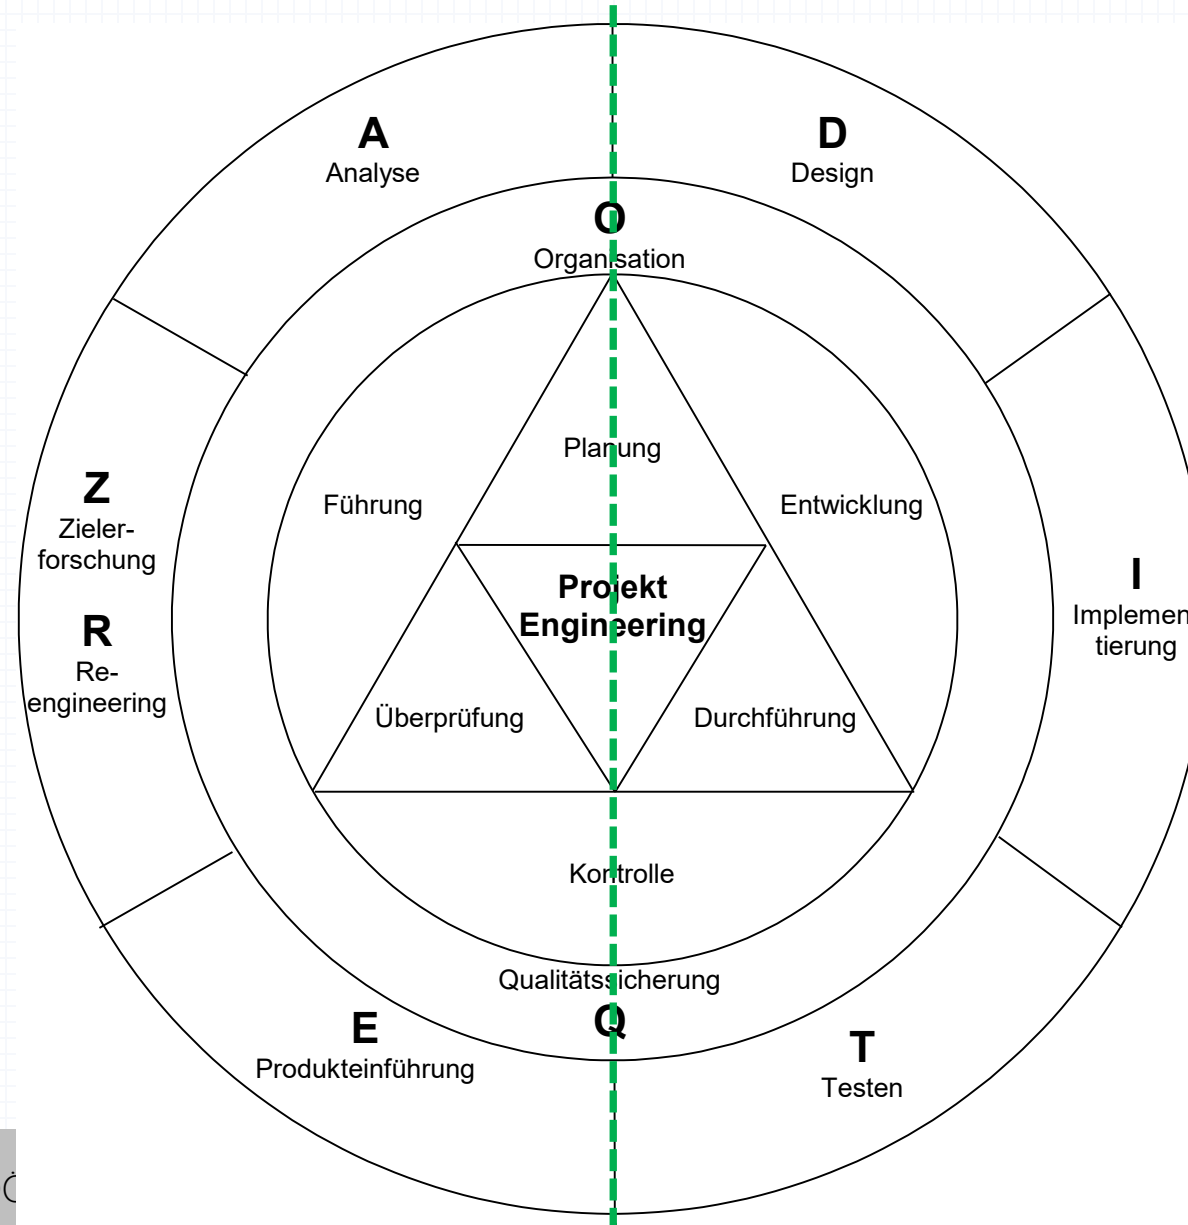 A
Analyse
D
Design
O
Organisation
Planung
Führung
Entwicklung
Z
Zieler-
forschung
R
Re-
engineering
Projekt
Engineering
I
Implemen
tierung
Überprüfung
Durchführung
Kontrolle
Qualitätssicherung
Q
E
Produkteinführung
T
Testen